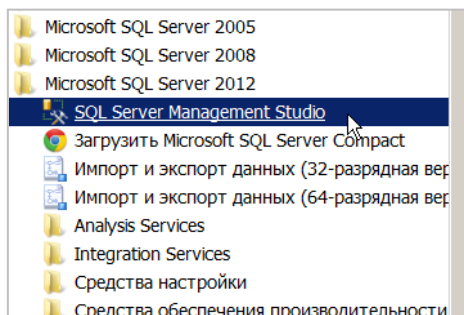 Microsoft SQL Server 2005
Microsoft SQL Server 2008
Microsoft SQL Server 2012
SQL Server Management Studio
Загрузить Microsoft SQL Server Compact
Импорт и экспорт данных (32-разрядная вер
Импорт и экспорт данных (64-разрядная вер
Analysis Services
Integration Services
Средства настройки
Средства обеспечения производительности